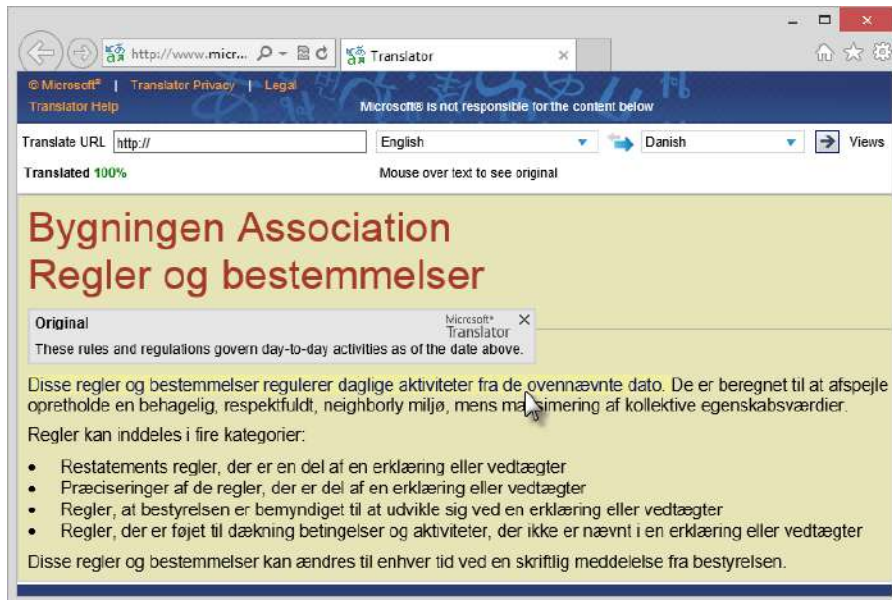 http://www.micr...
Translator
© Microsoft® | Translator Privacy | Legal
Translator Help
Microsoft® is not responsible for the content below
Translate URL http:// English Danish Views
Translated 100% Mouse over text to see original
Bygningen Association
Regler og bestemmelser
Original Microsoft® Translator
These rules and regulations govern day-to-day activities as of the date above.
Disse regler og bestemmelser regulerer daglige aktiviteter fra de ovennævnte dato. De er beregnet til at afspejle
opretholde en behagelig, respektfuldt, neighborly miljø, mens maksimering af kollektive egenskabsværdier.
Regler kan inddeles i fire kategorier:
• Restatements regler, der er en del af en erklæring eller vedtægter
• Præciseringer af de regler, der er del af en erklæring eller vedtægter
• Regler, at bestyrelsen er bemyndiget til at udvikle sig ved en erklæring eller vedtægter
• Regler, der er føjet til dækning betingelser og aktiviteter, der ikke er nævnt i en erklæring eller vedtægter
Disse regler og bestemmelser kan ændres til enhver tid ved en skriftlig meddelelse fra bestyrelsen.